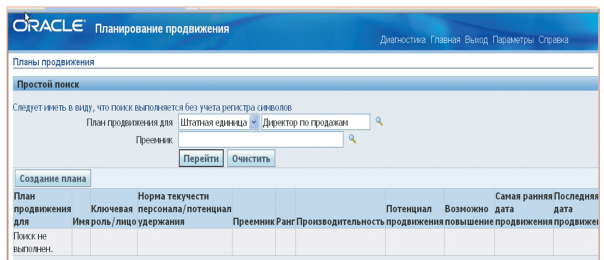 ORACLE® Планирование продвижения
Диагностика Главная Выход Параметры Справка
Планы продвижения
Простой поиск
Следует иметь в виду, что поиск выполняется без учета регистра символов
План продвижения для Штатная единица Директор по продажам
Преемник
Перейти Очистить
Создание плана
План продвижения для Имя Ключевая роль/лицо Норма текучести персонала/потенциал удержания Преемник Ранг Производительность Потенциал продвижения Возможно повышение Самая ранняя дата продвижения Последняя дата
Поиск не выполнен.